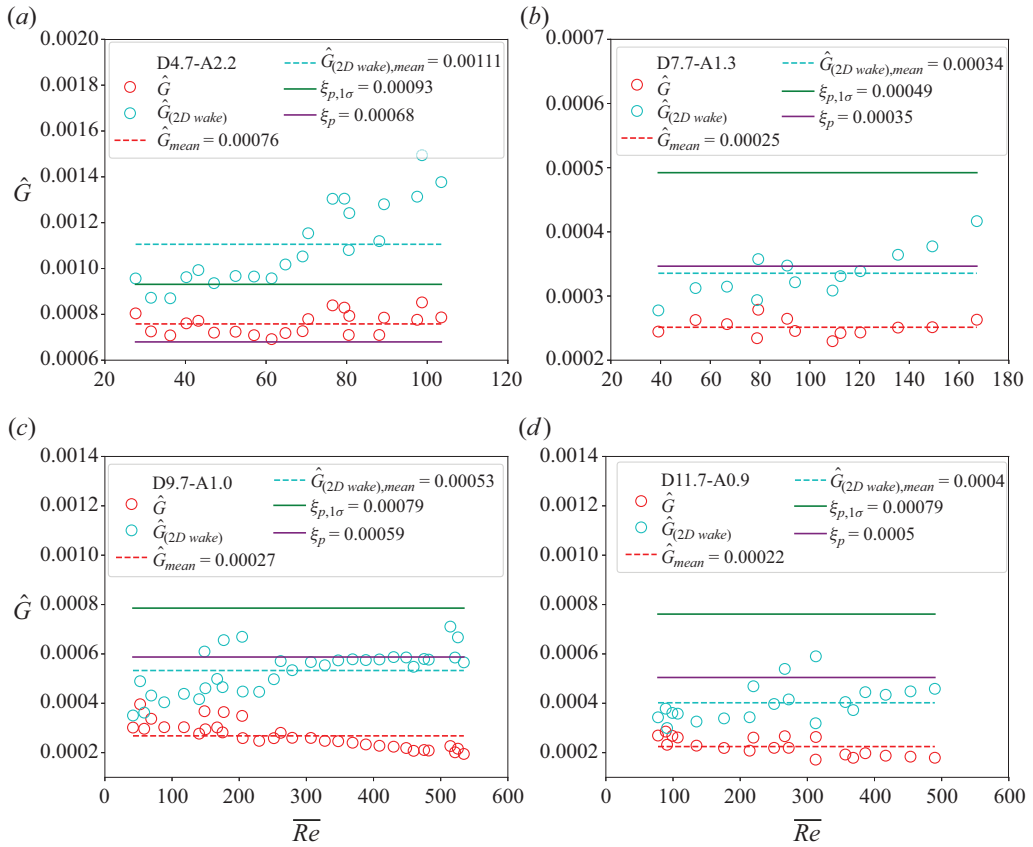 (a)
0.0020
0.0018
0.0016
0.0014
0.0012
0.0010
0.0008
0.0006
Ĝ
D4.7-A2.2
Ĝ
Ĝ(2D wake)
Ĝmean = 0.00076
Ĝ(2D wake),mean = 0.00111
ξp,1σ = 0.00093
ξp = 0.00068
20 40 60 80 100 120
(b)
0.0007
0.0006
0.0005
0.0004
0.0003
0.0002
D7.7-A1.3
Ĝ
Ĝ(2D wake)
Ĝmean = 0.00025
Ĝ(2D wake),mean = 0.00034
ξp,1σ = 0.00049
ξp = 0.00035
20 40 60 80 100 120 140 160 180
(c)
0.0014
0.0012
0.0010
0.0008
0.0006
0.0004
0.0002
Ĝ
D9.7-A1.0
Ĝ
Ĝ(2D wake)
Ĝmean = 0.00027
Ĝ(2D wake),mean = 0.00053
ξp,1σ = 0.00079
ξp = 0.00059
0 100 200 300 400 500 600
R̅e̅
(d)
0.0014
0.0012
0.0010
0.0008
0.0006
0.0004
0.0002
D11.7-A0.9
Ĝ
Ĝ(2D wake)
Ĝmean = 0.00022
Ĝ(2D wake),mean = 0.0004
ξp,1σ = 0.00079
ξp = 0.0005
0 100 200 300 400 500 600
R̅e̅